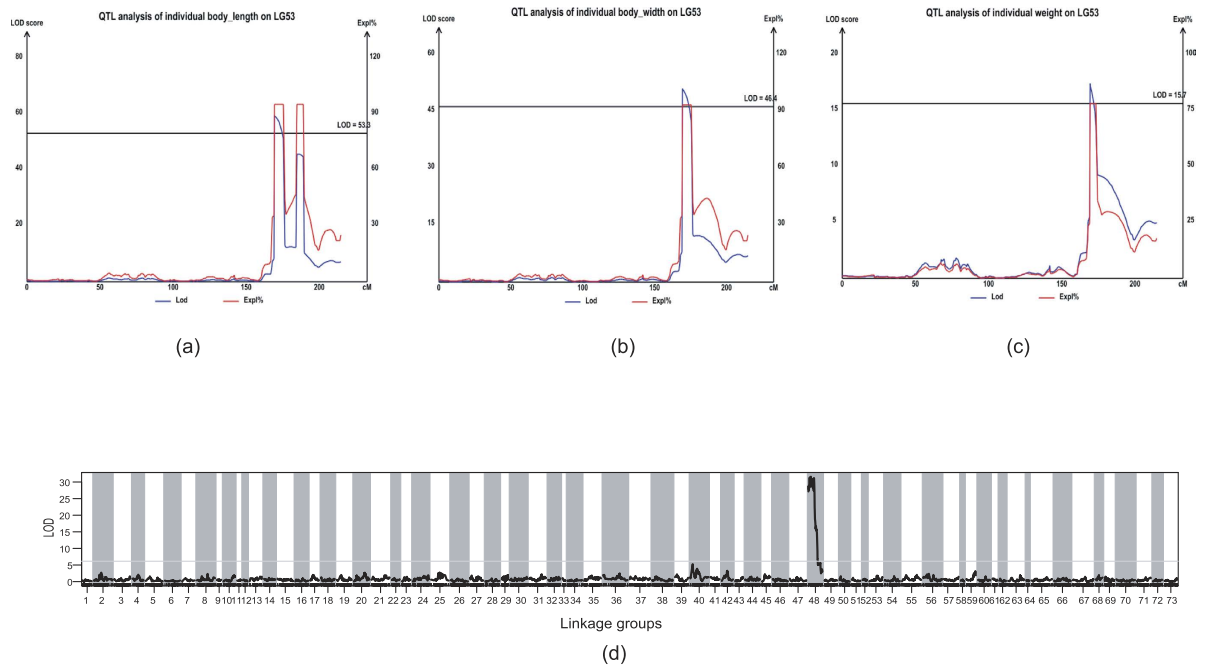 QTL analysis of individual body_length on LG53
LOD score
Expl%
80
60
40
20
120
90
60
30
LOD = 53.3
0
50
100
150
200
cM
Lod
Expl%
(a)
QTL analysis of individual body_width on LG53
LOD score
Expl%
60
45
30
15
120
90
60
30
LOD = 46.4
0
50
100
150
200
cM
Lod
Expl%
(b)
QTL analysis of individual weight on LG53
LOD score
Expl%
20
15
10
5
100
75
50
25
LOD = 15.7
0
50
100
150
200
cM
Lod
Expl%
(c)
LOD
30
25
20
15
10
5
0
1 2 3 4 5 6 7 8 9 10 11 12 13 14 15 16 17 18 19 20 21 22 23 24 25 26 27 28 29 30 31 32 33 34 35 36 37 38 39 40 41 42 43 44 45 46 47 48 49 50 51 52 53 54 55 56 57 58 59 60 61 62 63 64 65 66 67 68 69 70 71 72 73
Linkage groups
(d)